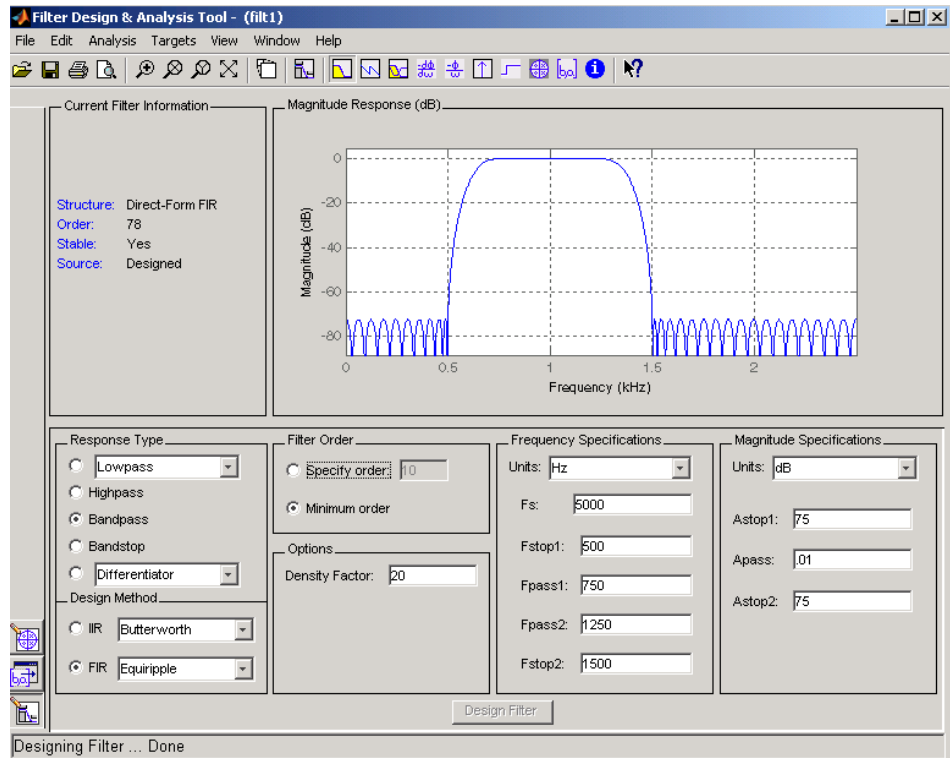 Filter Design & Analysis Tool - (filt1)
File Edit Analysis Targets View Window Help
Current Filter Information
Structure: Direct-Form FIR
Order: 78
Stable: Yes
Source: Designed
Magnitude Response (dB)
Magnitude (dB)
0
-20
-40
-60
-80
0 0.5 1 1.5 2
Frequency (kHz)
Response Type
Lowpass
Highpass
Bandpass
Bandstop
Differentiator
Design Method
IIR Butterworth
FIR Equiripple
Filter Order
Specify order: 10
Minimum order
Options
Density Factor: 20
Frequency Specifications
Units: Hz
Fs: 5000
Fstop1: 500
Fpass1: 750
Fpass2: 1250
Fstop2: 1500
Magnitude Specifications
Units: dB
Astop1: 75
Apass: .01
Astop2: 75
Design Filter
Designing Filter ... Done